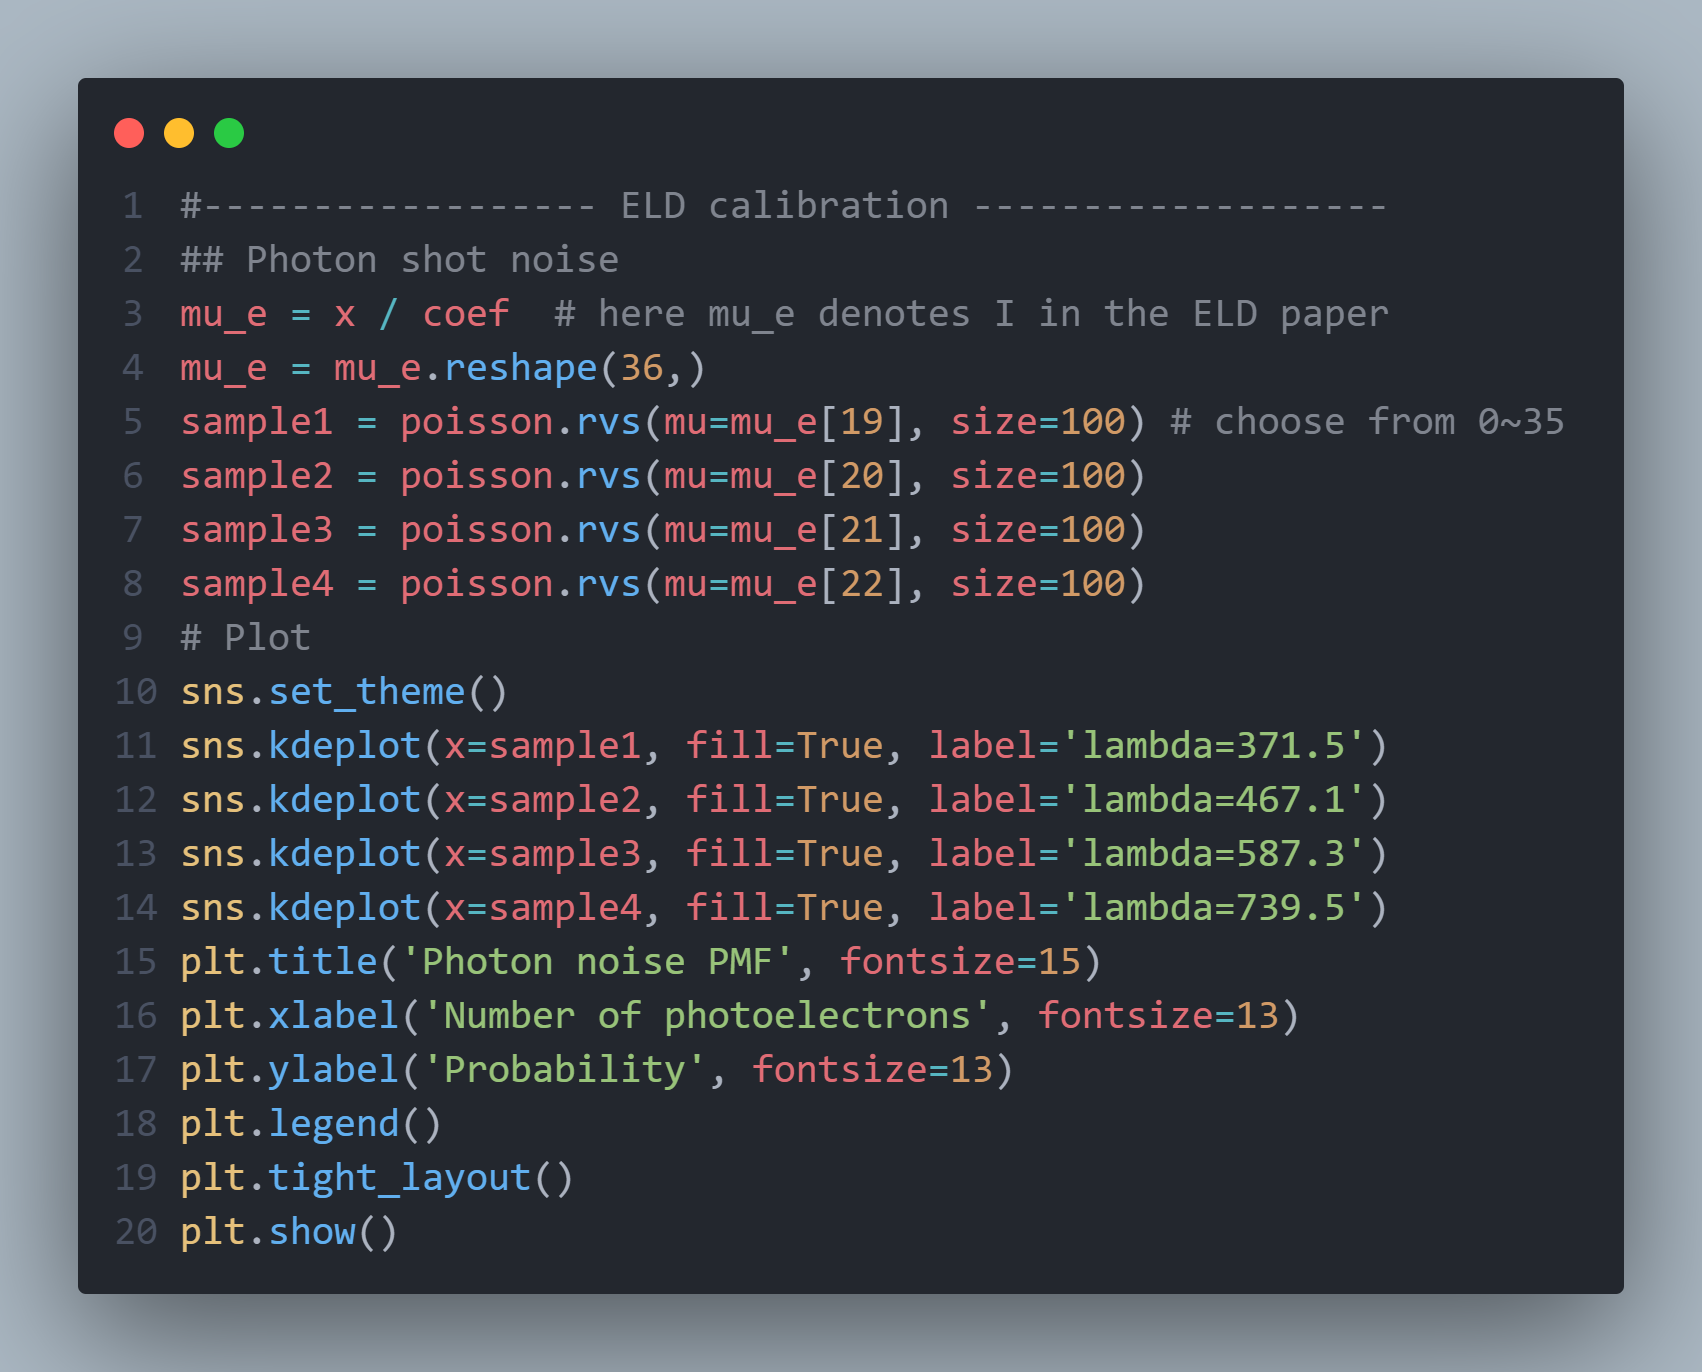 1 #------------------ ELD calibration -------------------
2 ## Photon shot noise
3 mu_e = x / coef  # here mu_e denotes I in the ELD paper
4 mu_e = mu_e.reshape(36,)
5 sample1 = poisson.rvs(mu=mu_e[19], size=100) # choose from 0~35
6 sample2 = poisson.rvs(mu=mu_e[20], size=100)
7 sample3 = poisson.rvs(mu=mu_e[21], size=100)
8 sample4 = poisson.rvs(mu=mu_e[22], size=100)
9 # Plot
10 sns.set_theme()
11 sns.kdeplot(x=sample1, fill=True, label='lambda=371.5')
12 sns.kdeplot(x=sample2, fill=True, label='lambda=467.1')
13 sns.kdeplot(x=sample3, fill=True, label='lambda=587.3')
14 sns.kdeplot(x=sample4, fill=True, label='lambda=739.5')
15 plt.title('Photon noise PMF', fontsize=15)
16 plt.xlabel('Number of photoelectrons', fontsize=13)
17 plt.ylabel('Probability', fontsize=13)
18 plt.legend()
19 plt.tight_layout()
20 plt.show()